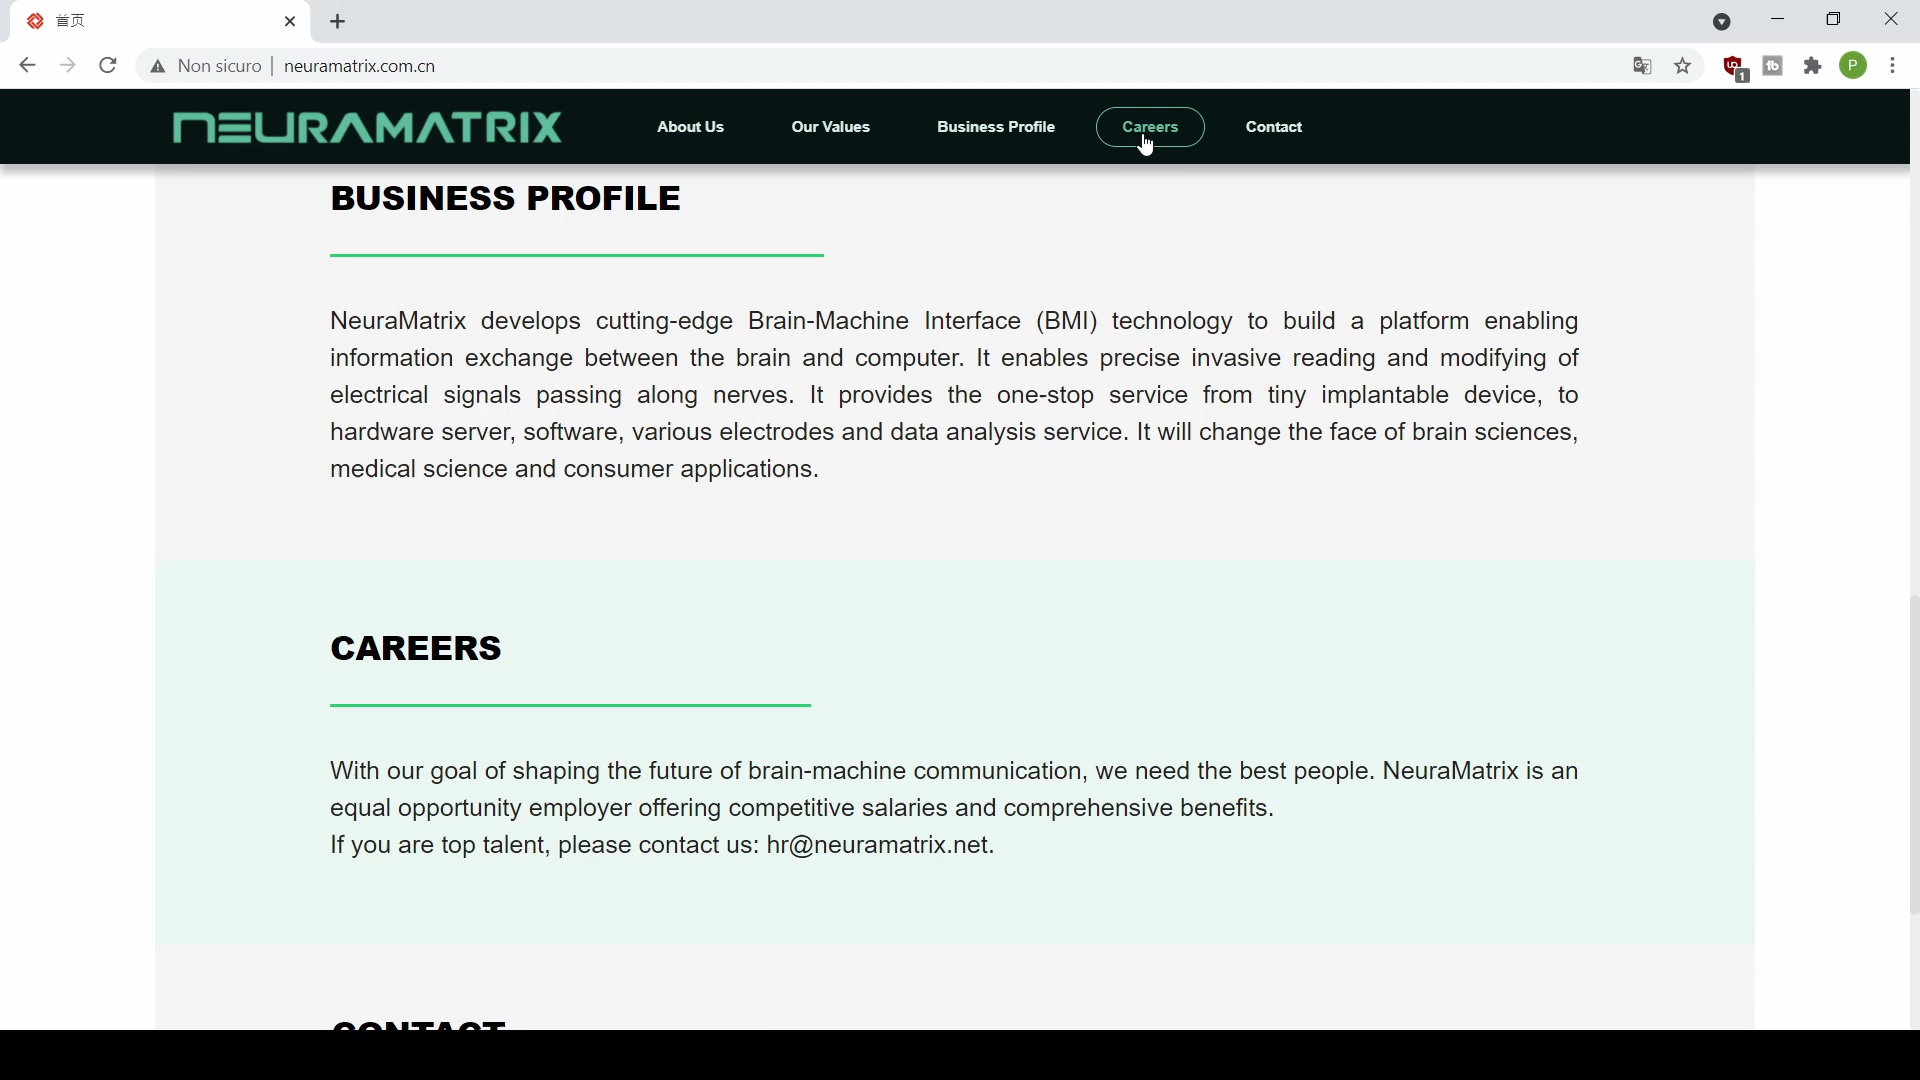 首页
Non sicuro | neuramatrix.com.cn
1
P
NEURAMATRIX
About Us
Our Values
Business Profile
Careers
Contact
BUSINESS PROFILE
NeuraMatrix develops cutting-edge Brain-Machine Interface (BMI) technology to build a platform enabling
information exchange between the brain and computer. It enables precise invasive reading and modifying of
electrical signals passing along nerves. It provides the one-stop service from tiny implantable device, to
hardware server, software, various electrodes and data analysis service. It will change the face of brain sciences,
medical science and consumer applications.
CAREERS
With our goal of shaping the future of brain-machine communication, we need the best people. NeuraMatrix is an
equal opportunity employer offering competitive salaries and comprehensive benefits.
If you are top talent, please contact us: hr@neuramatrix.net.
CONTACT